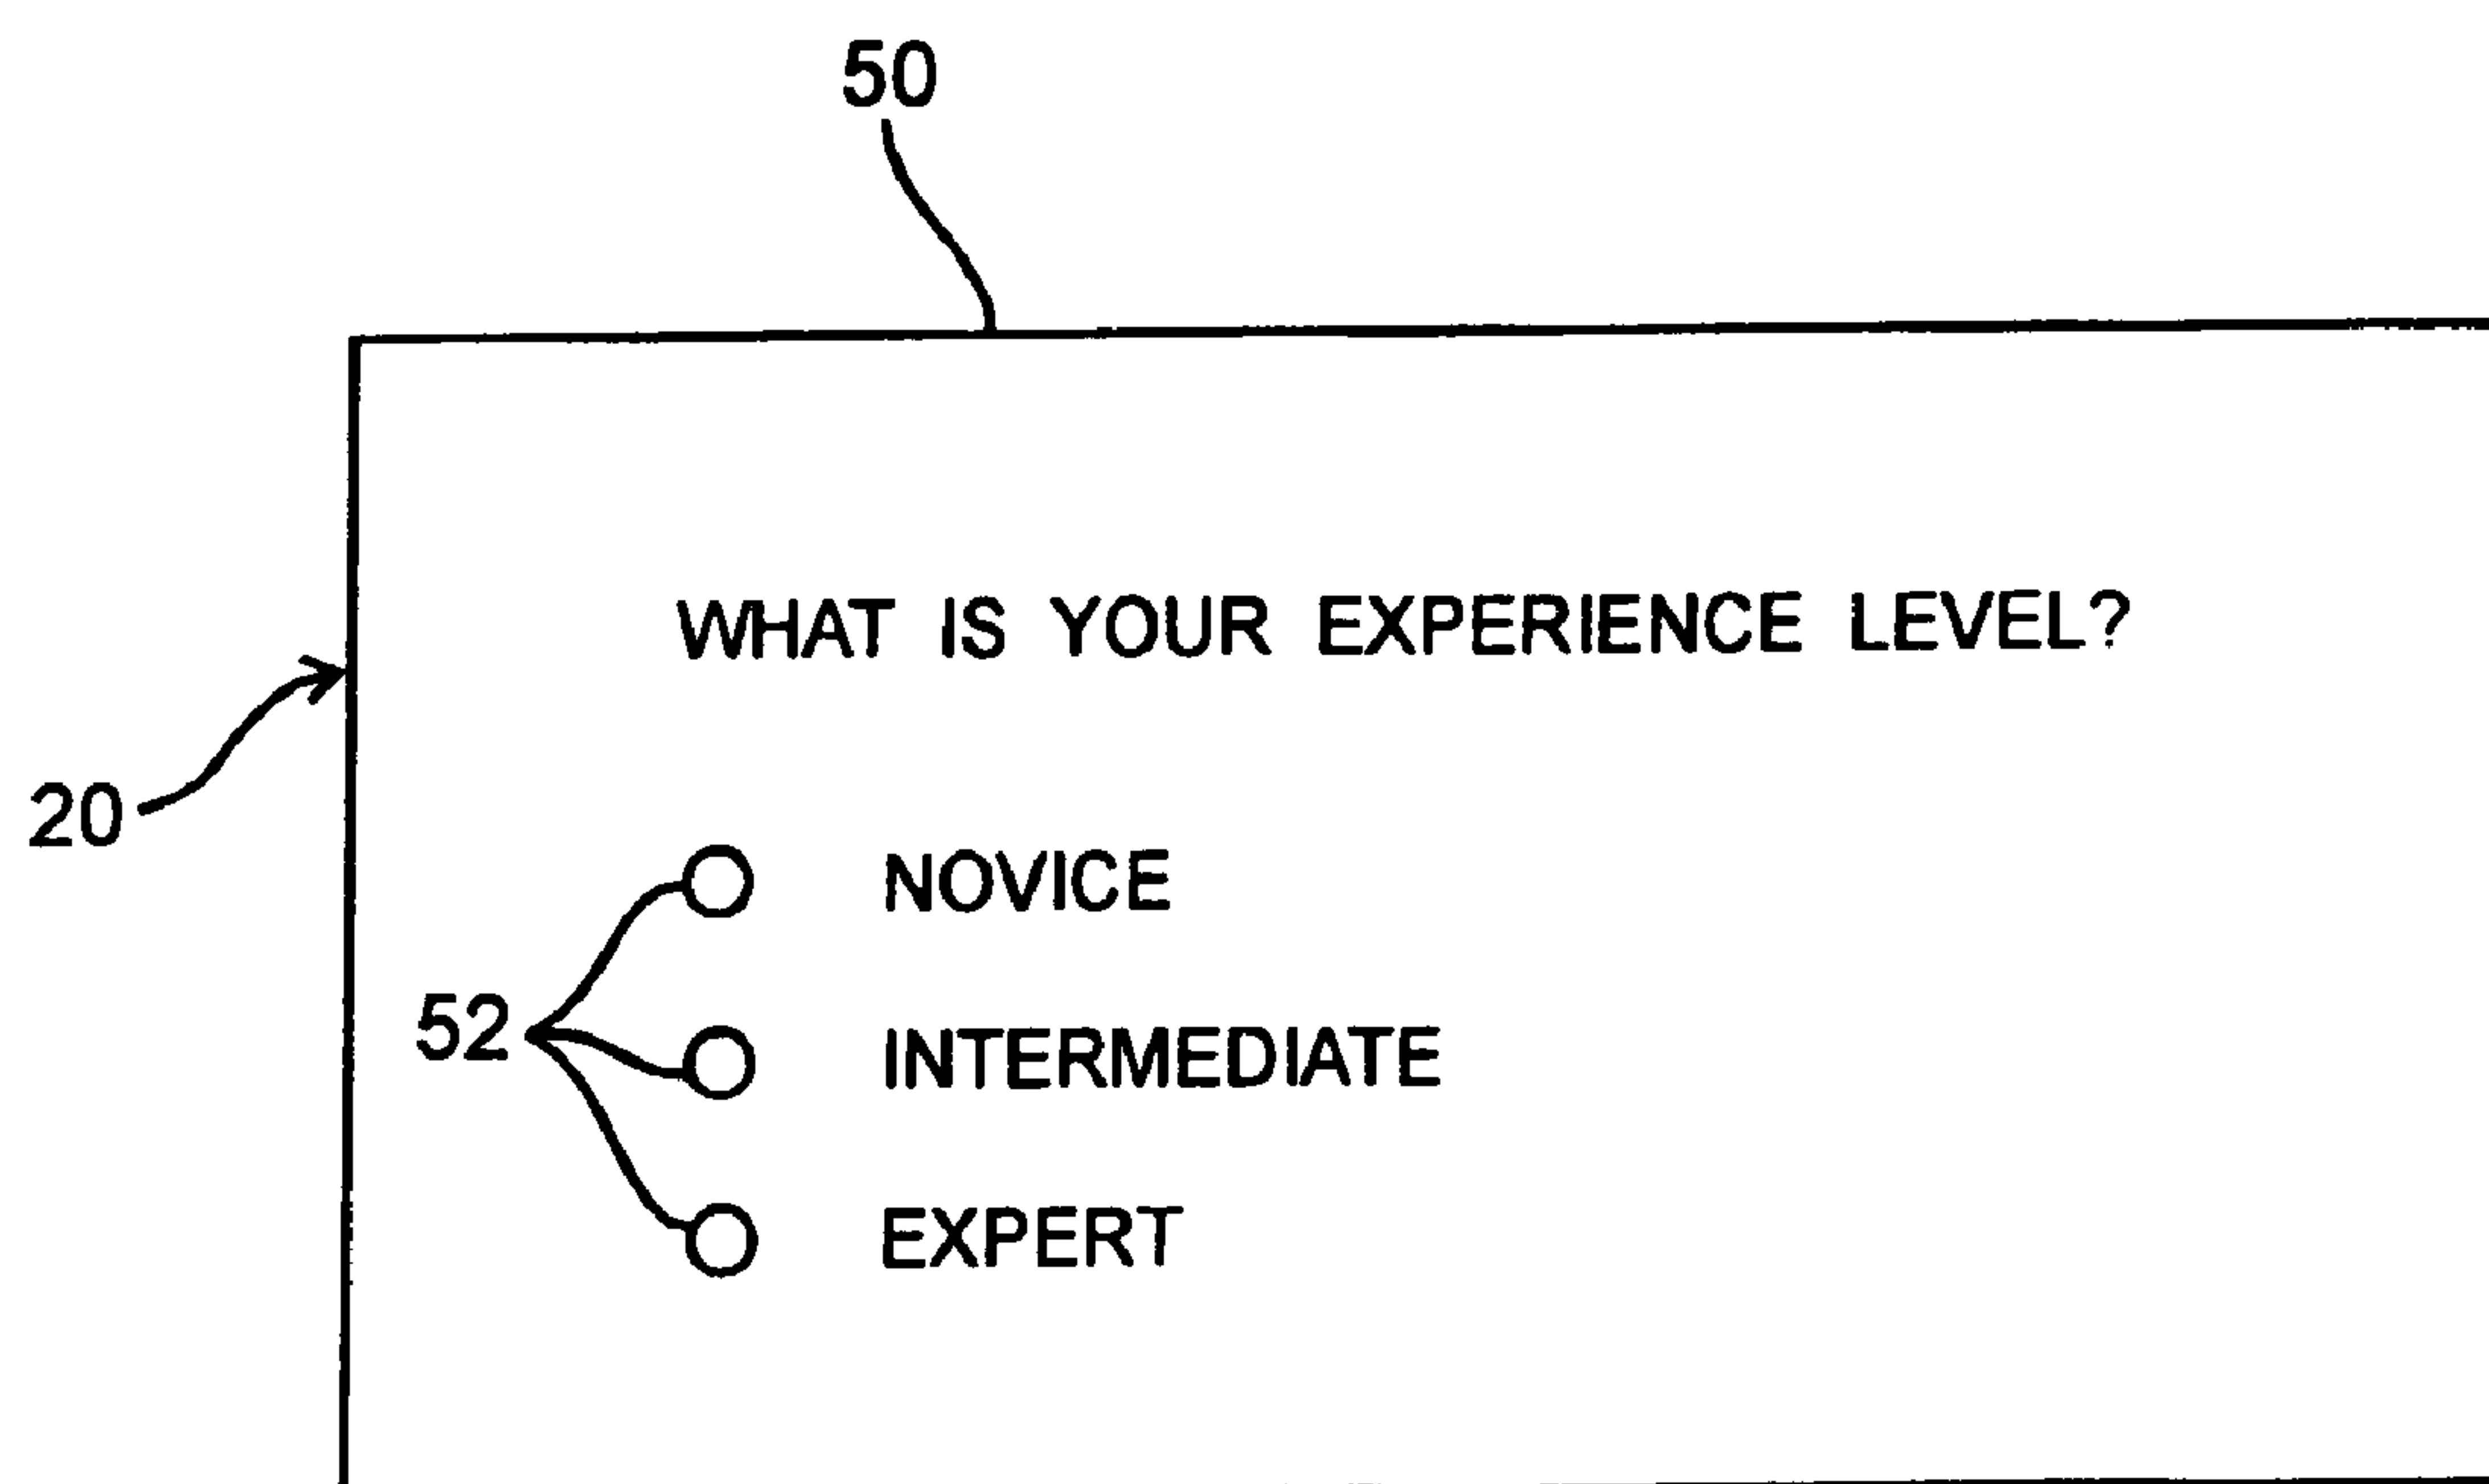 50
WHAT IS YOUR EXPERIENCE LEVEL?
20
NOVICE
52
INTERMEDIATE
EXPERT